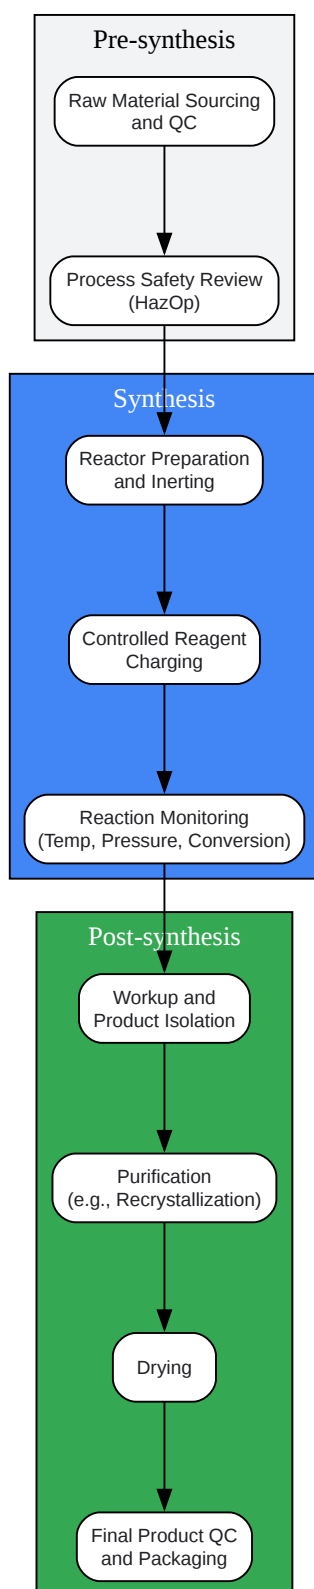 Pre-synthesis
Raw Material Sourcing
and QC
Process Safety Review
(HazOp)
Synthesis
Reactor Preparation
and Inerting
Controlled Reagent
Charging
Reaction Monitoring
(Temp, Pressure, Conversion)
Post-synthesis
Workup and
Product Isolation
Purification
(e.g., Recrystallization)
Drying
Final Product QC
and Packaging